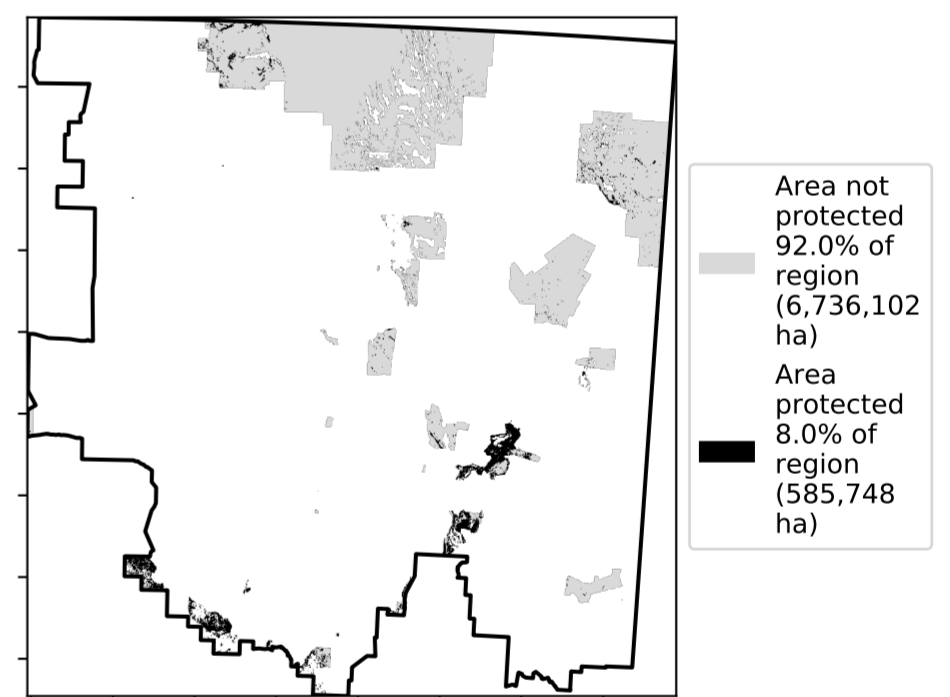 Area not
protected
92.0% of
region
(6,736,102
ha)
Area
protected
8.0% of
region
(585,748
ha)